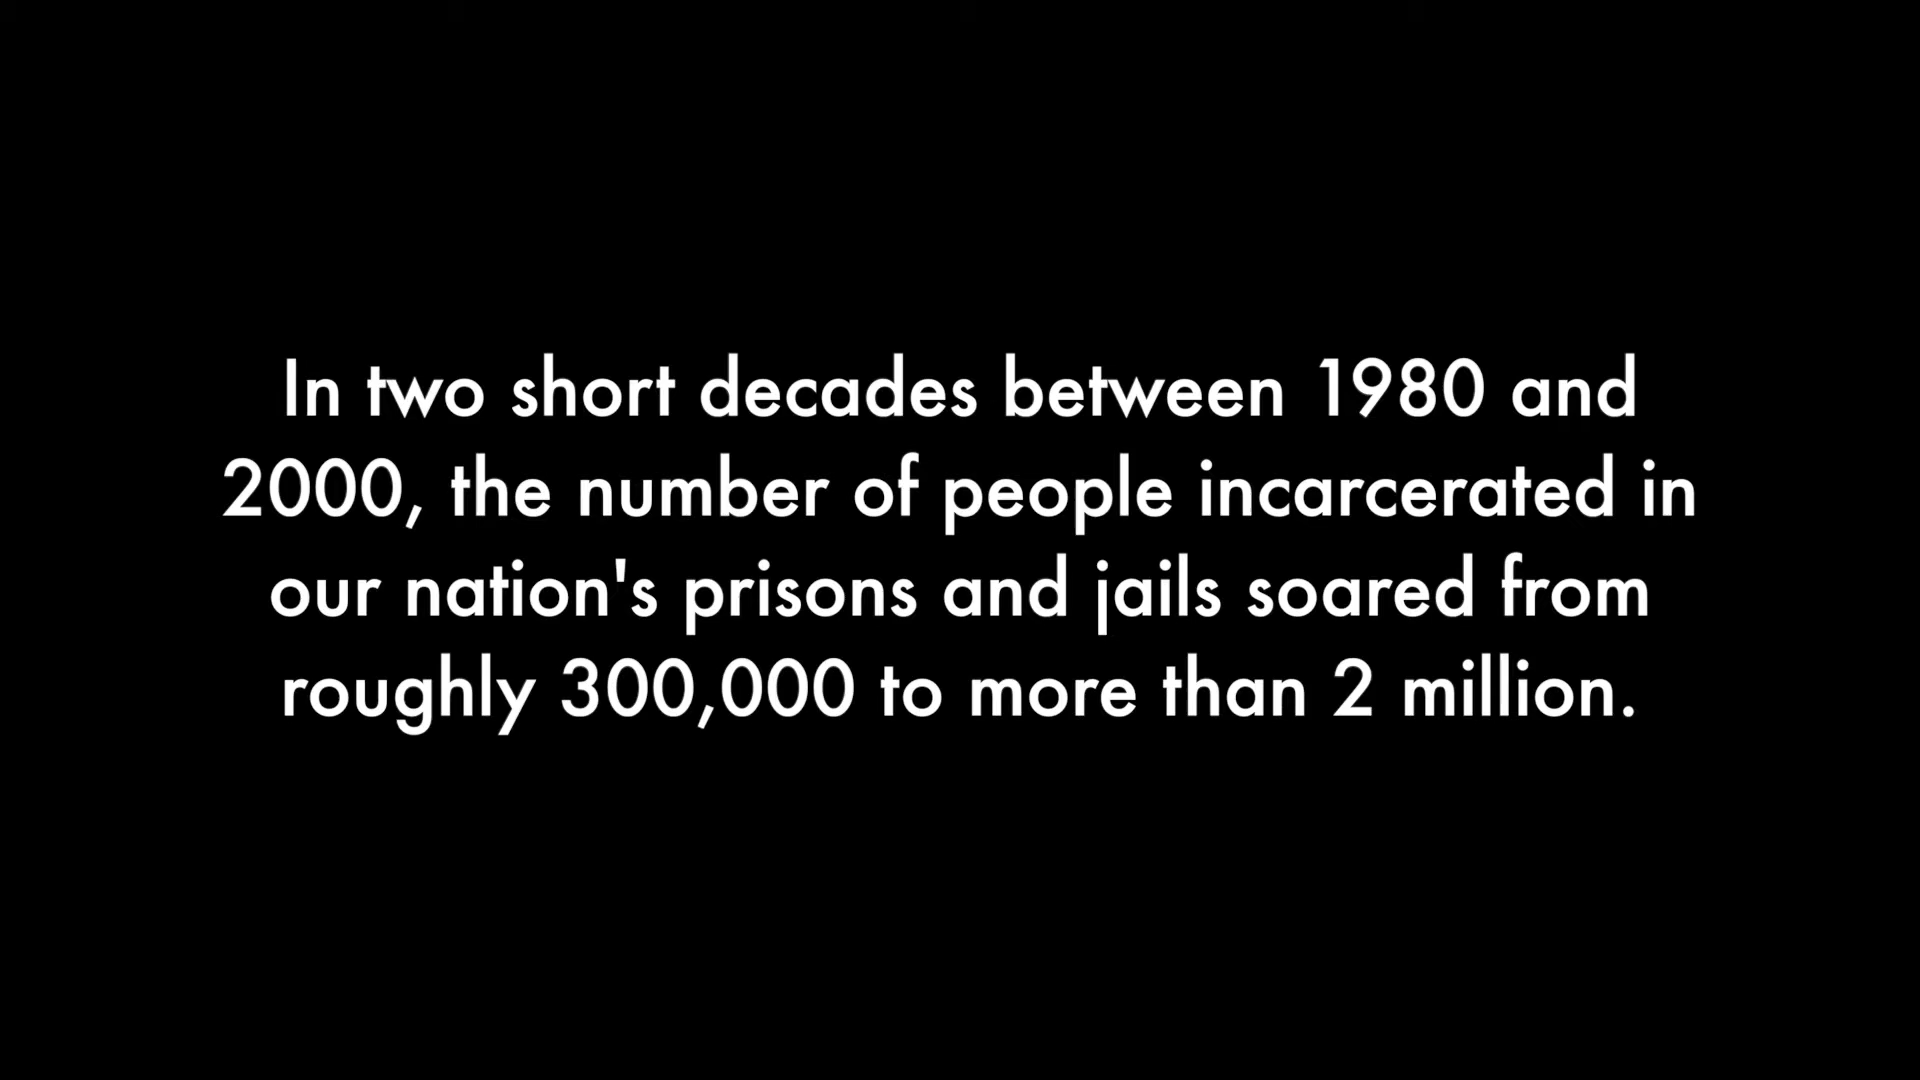 In two short decades between 1980 and
2000, the number of people incarcerated in
our nation's prisons and jails soared from
roughly 300,000 to more than 2 million.